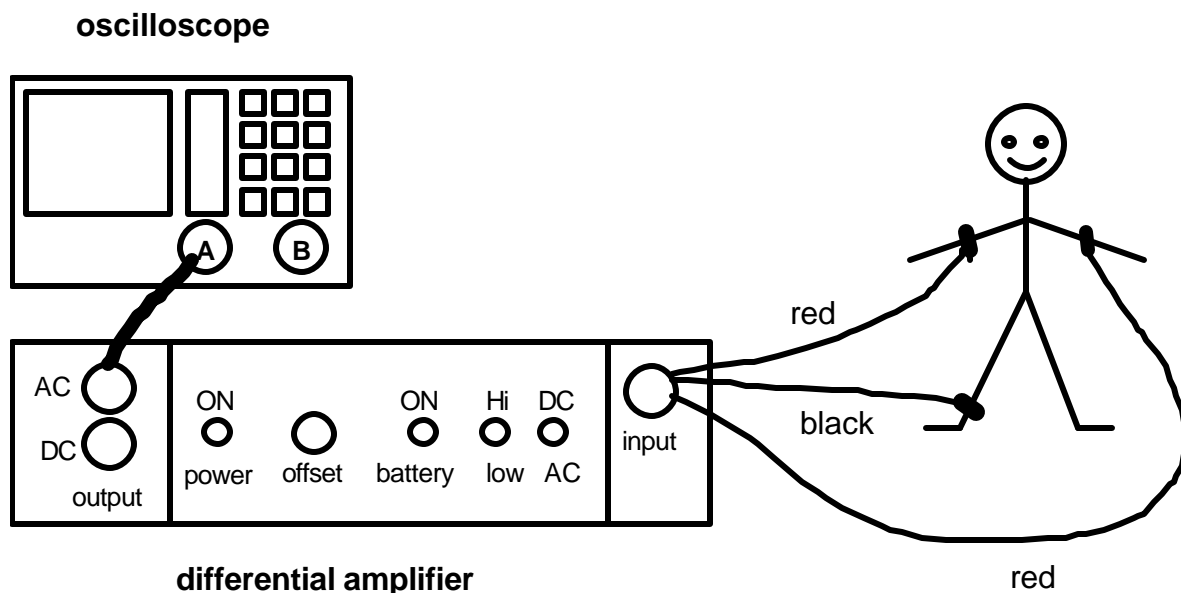 oscilloscope
A B
red
AC
ON ON Hi DC
black
input
DC
power offset battery low AC
output
differential amplifier
red